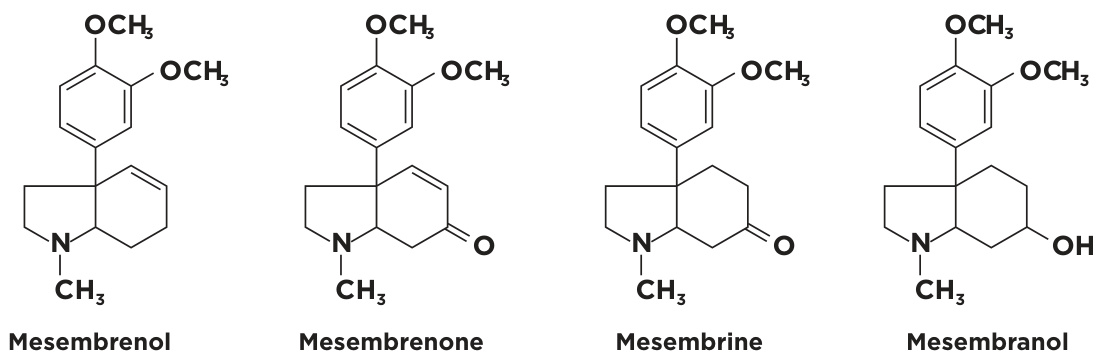 OCH₃
OCH₃
N
CH₃
Mesembrenol
OCH₃
OCH₃
N
O
CH₃
Mesembrenone
OCH₃
OCH₃
N
O
CH₃
Mesembrine
OCH₃
OCH₃
N
OH
CH₃
Mesembranol